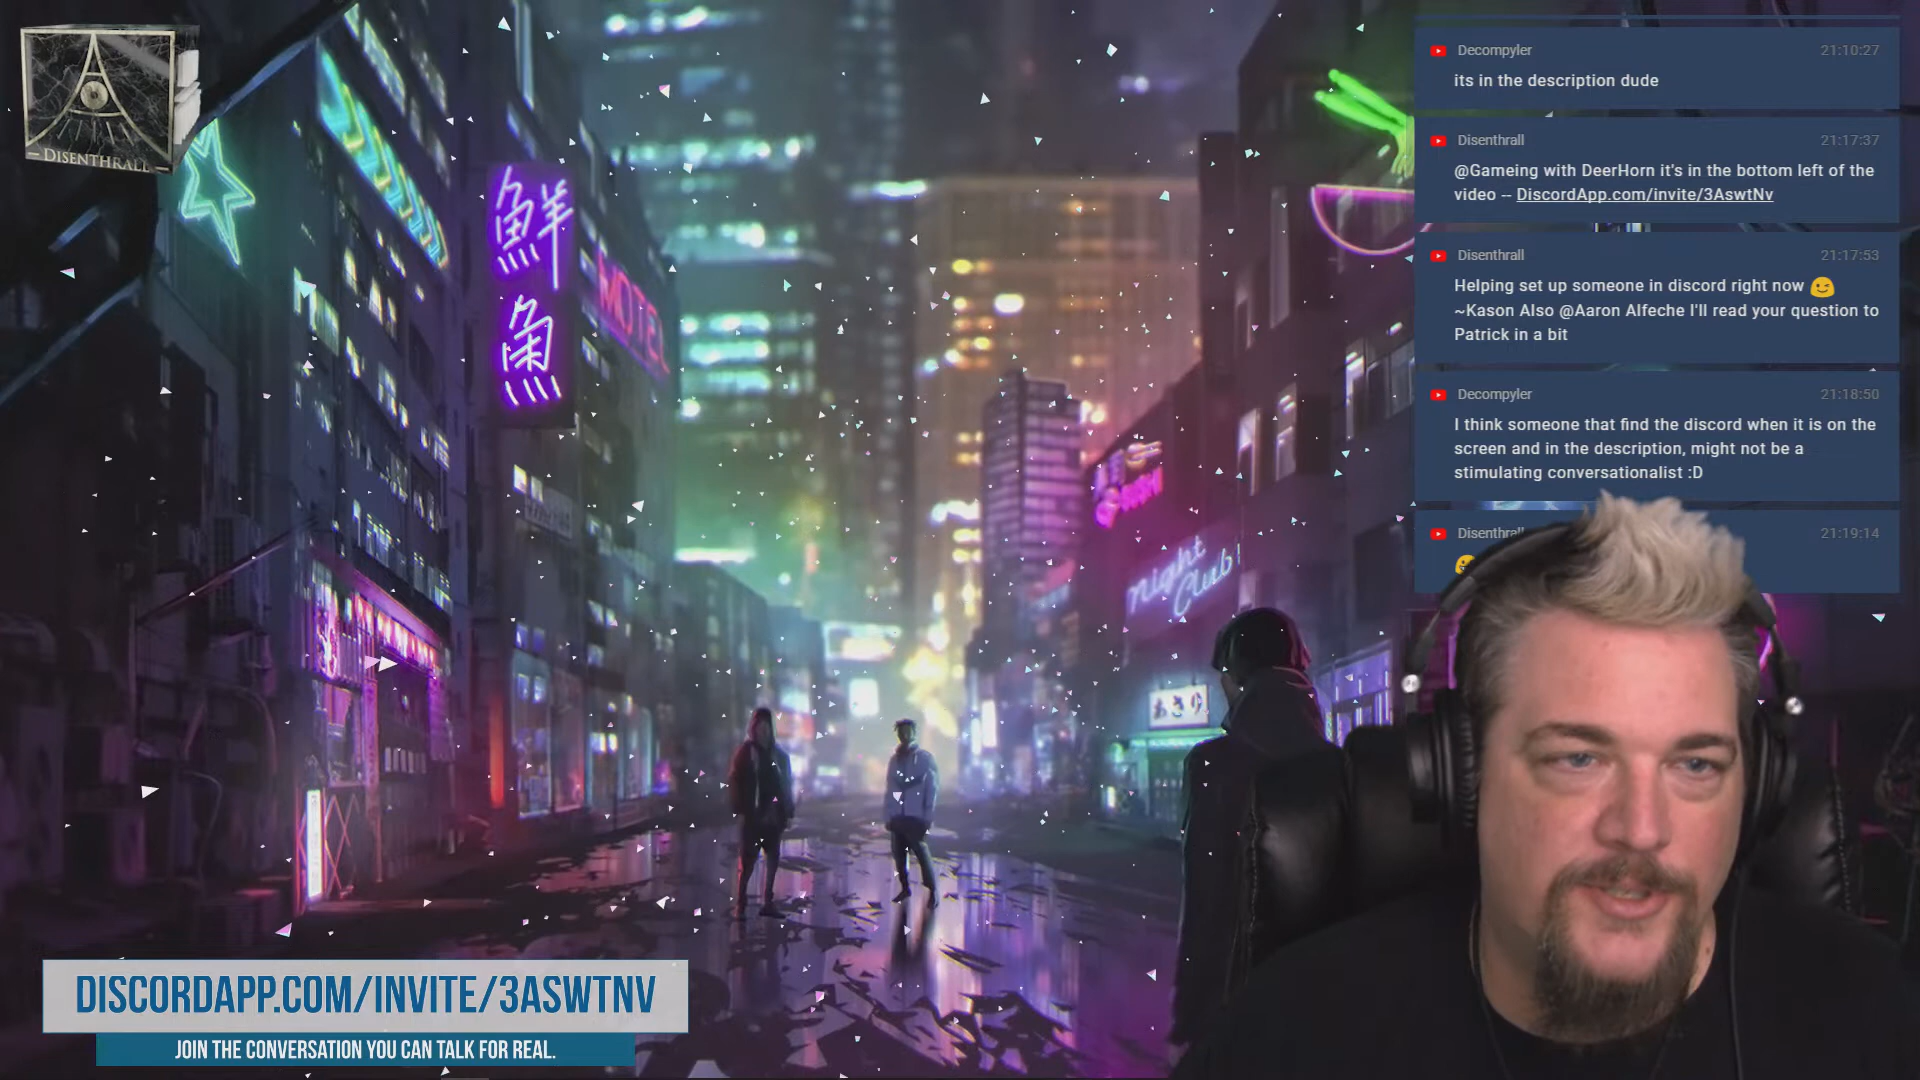 DISENTHRALL
鮮
魚
MOTEL
night
Club!
あさり
Decompyler 21:10:27
its in the description dude
Disenthrall 21:17:37
@Gameing with DeerHorn it's in the bottom left of the
video -- DiscordApp.com/invite/3AswtNv
Disenthrall 21:17:53
Helping set up someone in discord right now 😉
~Kason Also @Aaron Alfeche I'll read your question to
Patrick in a bit
Decompyler 21:18:50
I think someone that find the discord when it is on the
screen and in the description, might not be a
stimulating conversationalist :D
Disenthrall 21:19:14
DISCORDAPP.COM/INVITE/3ASWTNV
JOIN THE CONVERSATION YOU CAN TALK FOR REAL.